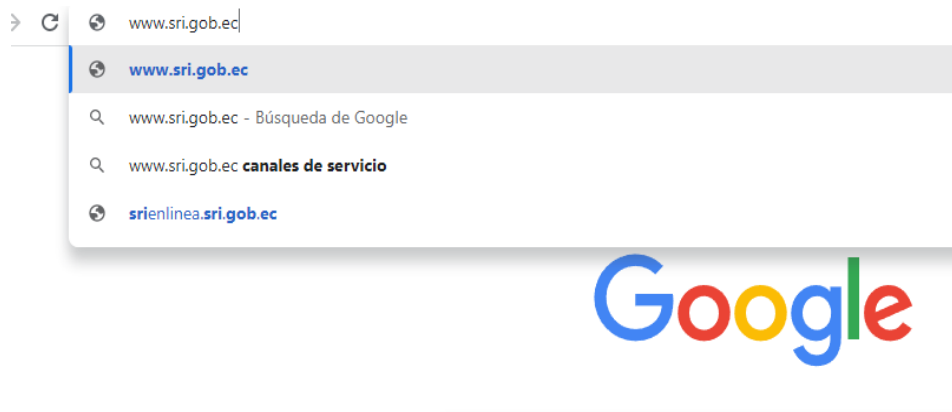 www.sri.gob.ec
www.sri.gob.ec
www.sri.gob.ec - Búsqueda de Google
www.sri.gob.ec canales de servicio
srienlinea.sri.gob.ec
Google